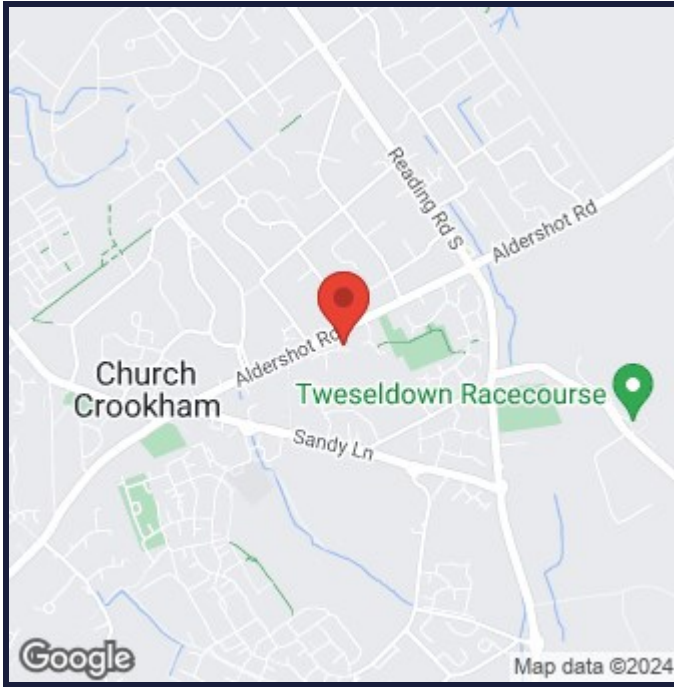 Reading Rd S
Aldershot Rd
Aldershot Rd
Church
Crookham
Tweseldown Racecourse
Sandy Ln
Google
Map data ©2024